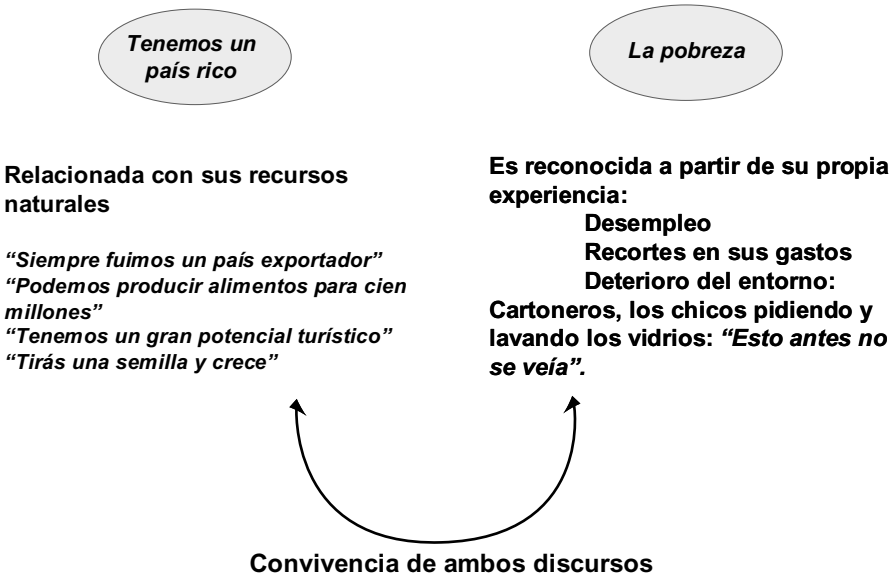 Tenemos un
país rico
Relacionada con sus recursos
naturales
“Siempre fuimos un país exportador”
“Podemos producir alimentos para cien
millones”
“Tenemos un gran potencial turístico”
“Tirás una semilla y crece”
La pobreza
Es reconocida a partir de su propia
experiencia:
Desempleo
Recortes en sus gastos
Deterioro del entorno:
Cartoneros, los chicos pidiendo y
lavando los vidrios: “Esto antes no
se veía”.
Convivencia de ambos discursos